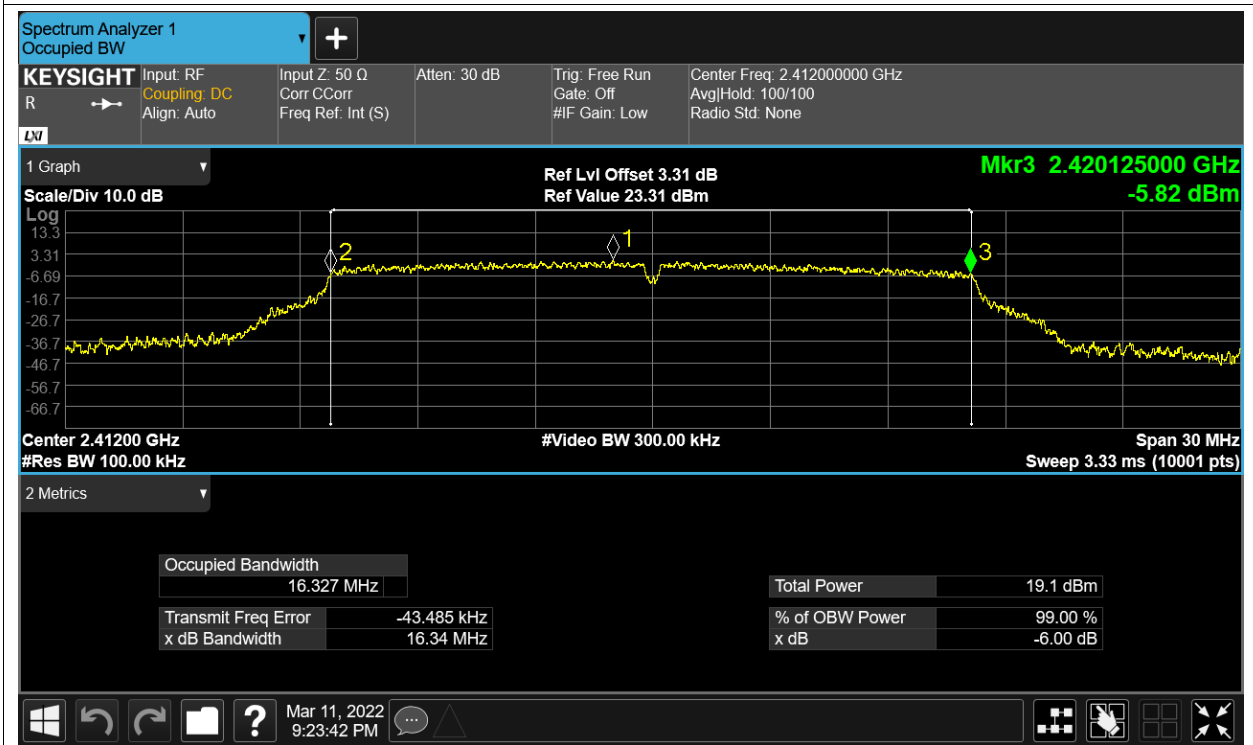 Spectrum Analyzer 1
Occupied BW
+
KEYSIGHT
R
LXI
Input: RF
Coupling: DC
Align: Auto
Input Z: 50 Ω
Corr CCorr
Freq Ref: Int (S)
Atten: 30 dB
Trig: Free Run
Gate: Off
#IF Gain: Low
Center Freq: 2.412000000 GHz
Avg|Hold: 100/100
Radio Std: None
1 Graph
Scale/Div 10.0 dB
Ref Lvl Offset 3.31 dB
Ref Value 23.31 dBm
Mkr3 2.420125000 GHz
-5.82 dBm
Log
13.3
3.31
-6.69
-16.7
-26.7
-36.7
-46.7
-56.7
-66.7
2
1
3
Center 2.41200 GHz
#Video BW 300.00 kHz
Span 30 MHz
#Res BW 100.00 kHz
Sweep 3.33 ms (10001 pts)
2 Metrics
Occupied Bandwidth
16.327 MHz
Total Power 19.1 dBm
Transmit Freq Error -43.485 kHz
% of OBW Power 99.00 %
x dB Bandwidth 16.34 MHz
x dB -6.00 dB
?
Mar 11, 2022
9:23:42 PM